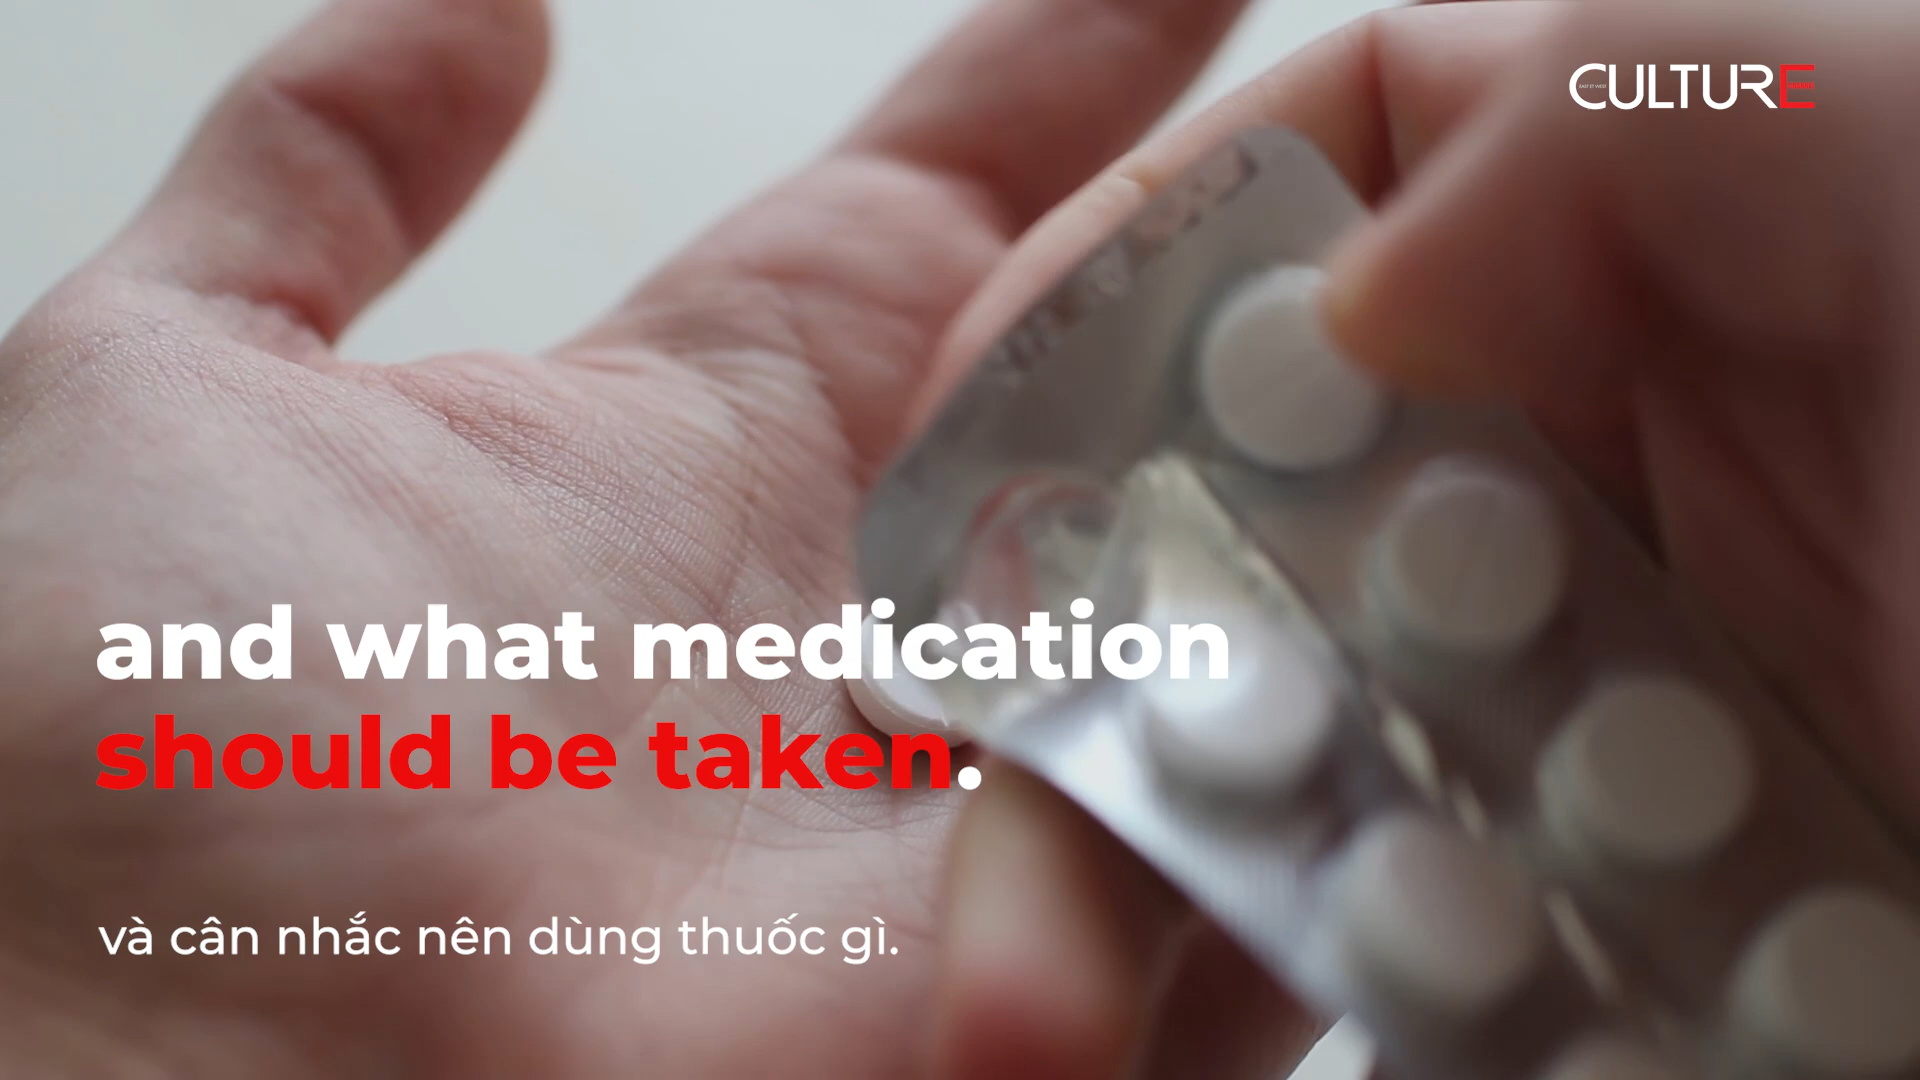 CULTURE
and what medication
should be taken.
và cân nhắc nên dùng thuốc gì.